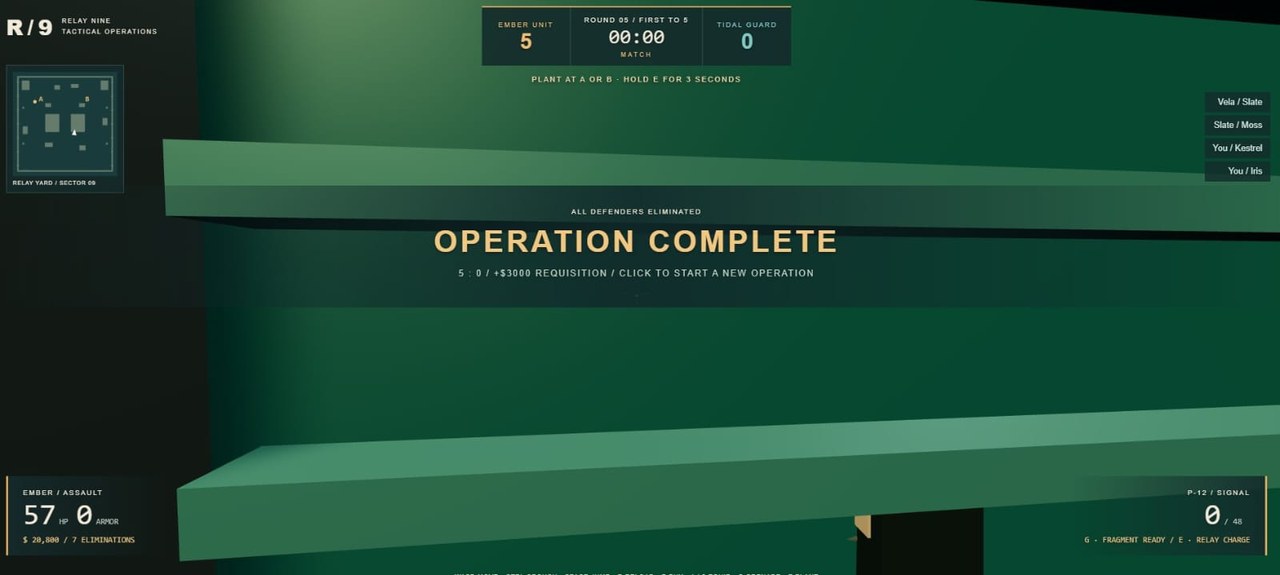 R/9
RELAY NINE
TACTICAL OPERATIONS
EMBER UNIT
5
ROUND 05 / FIRST TO 5
00:00
MATCH
TIDAL GUARD
0
PLANT AT A OR B · HOLD E FOR 3 SECONDS
A
B
RELAY YARD / SECTOR 09
Vela / Slate
Slate / Moss
You / Kestrel
You / Iris
ALL DEFENDERS ELIMINATED
OPERATION COMPLETE
5 : 0 / +$3000 REQUISITION / CLICK TO START A NEW OPERATION
EMBER / ASSAULT
57 HP 0 ARMOR
$ 20,800 / 7 ELIMINATIONS
P-12 / SIGNAL
0 / 48
G · FRAGMENT READY / E · RELAY CHARGE